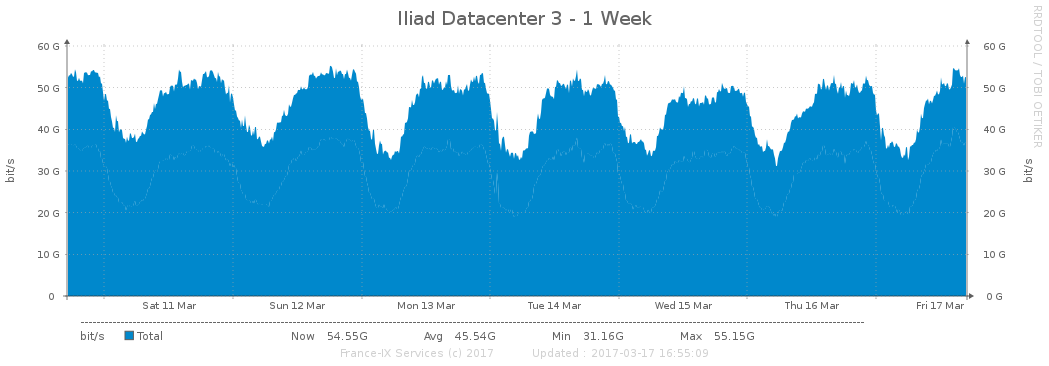 Iliad Datacenter 3 - 1 Week
RRDTOOL / TOBI OETIKER
60 G 60 G
50 G 50 G
40 G 40 G
30 G 30 G
20 G 20 G
10 G 10 G
0 0 G
bit/s bit/s
Sat 11 Mar Sun 12 Mar Mon 13 Mar Tue 14 Mar Wed 15 Mar Thu 16 Mar Fri 17 Mar
bit/s Total Now 54.55G Avg 45.54G Min 31.16G Max 55.15G
France-IX Services (c) 2017 Updated : 2017-03-17 16:55:09